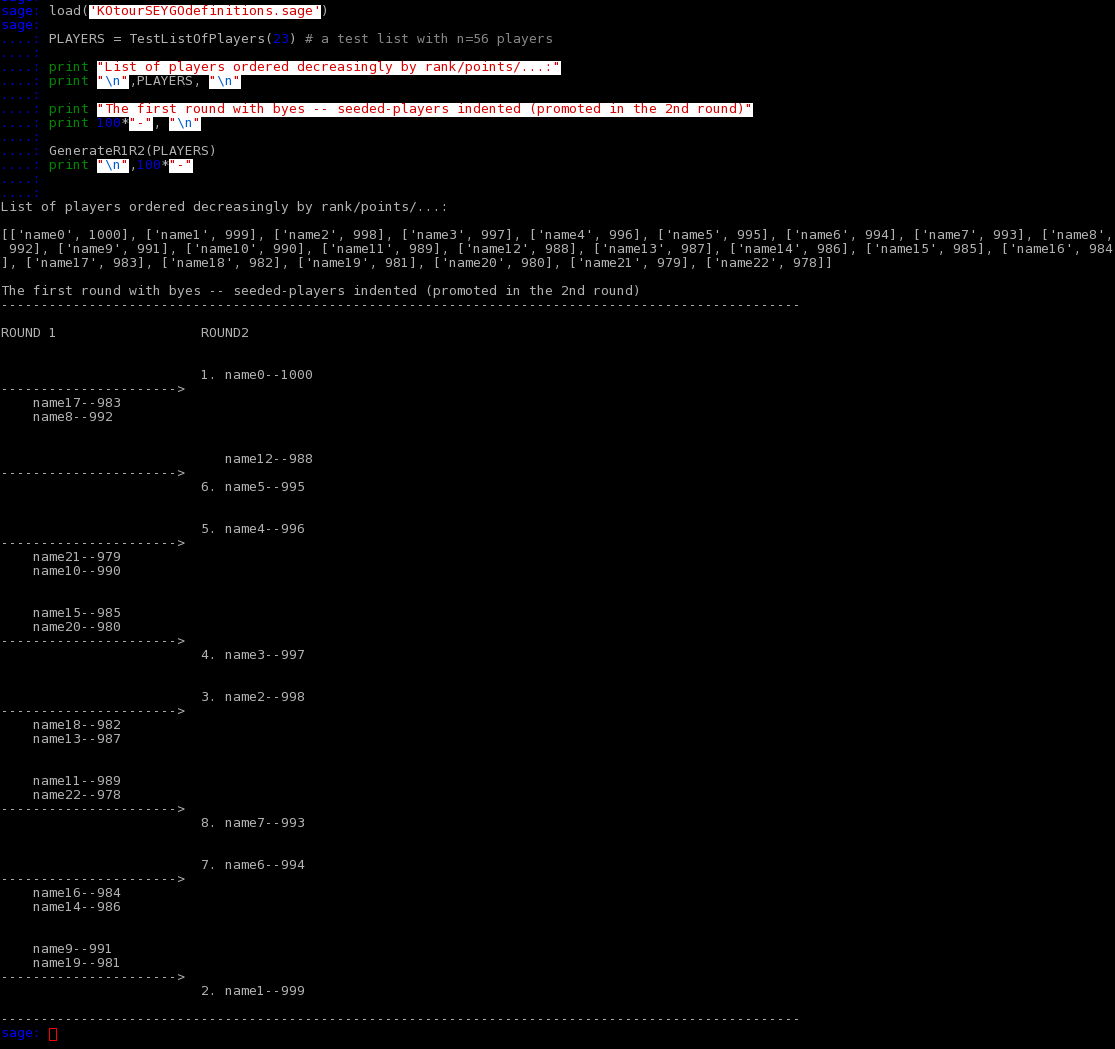 sage: load('KOtourSEYGOdefinitions.sage')
sage:
....: PLAYERS = TestListOfPlayers(23) # a test list with n=56 players
....:
....: print "List of players ordered decreasingly by rank/points/...:"
....: print "\n",PLAYERS, "\n"
....:
....: print "The first round with byes -- seeded-players indented (promoted in the 2nd round)"
....: print 100*"-", "\n"
....:
....: GenerateR1R2(PLAYERS)
....: print "\n",100*"-"
....:
....:
List of players ordered decreasingly by rank/points/...:
[['name0', 1000], ['name1', 999], ['name2', 998], ['name3', 997], ['name4', 996], ['name5', 995], ['name6', 994], ['name7', 993], ['name8',
 992], ['name9', 991], ['name10', 990], ['name11', 989], ['name12', 988], ['name13', 987], ['name14', 986], ['name15', 985], ['name16', 984
], ['name17', 983], ['name18', 982], ['name19', 981], ['name20', 980], ['name21', 979], ['name22', 978]]
The first round with byes -- seeded-players indented (promoted in the 2nd round)
----------------------------------------------------------------------------------------------------
ROUND 1                  ROUND2
                         1. name0--1000
---------------------->
    name17--983
    name8--992
                            name12--988
---------------------->
                         6. name5--995
                         5. name4--996
---------------------->
    name21--979
    name10--990
    name15--985
    name20--980
---------------------->
                         4. name3--997
                         3. name2--998
---------------------->
    name18--982
    name13--987
    name11--989
    name22--978
---------------------->
                         8. name7--993
                         7. name6--994
---------------------->
    name16--984
    name14--986
    name9--991
    name19--981
---------------------->
                         2. name1--999
----------------------------------------------------------------------------------------------------
sage: